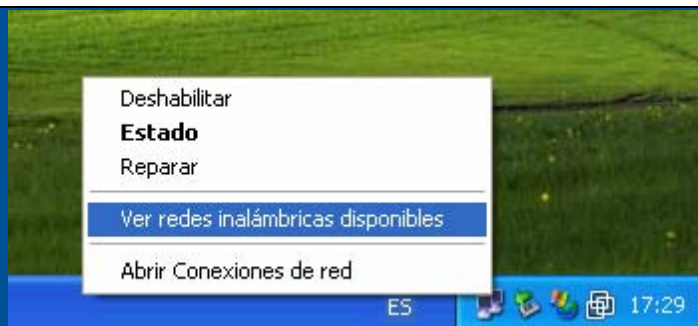 Deshabilitar
Estado
Reparar
Ver redes inalámbricas disponibles
Abrir Conexiones de red
ES 17:29